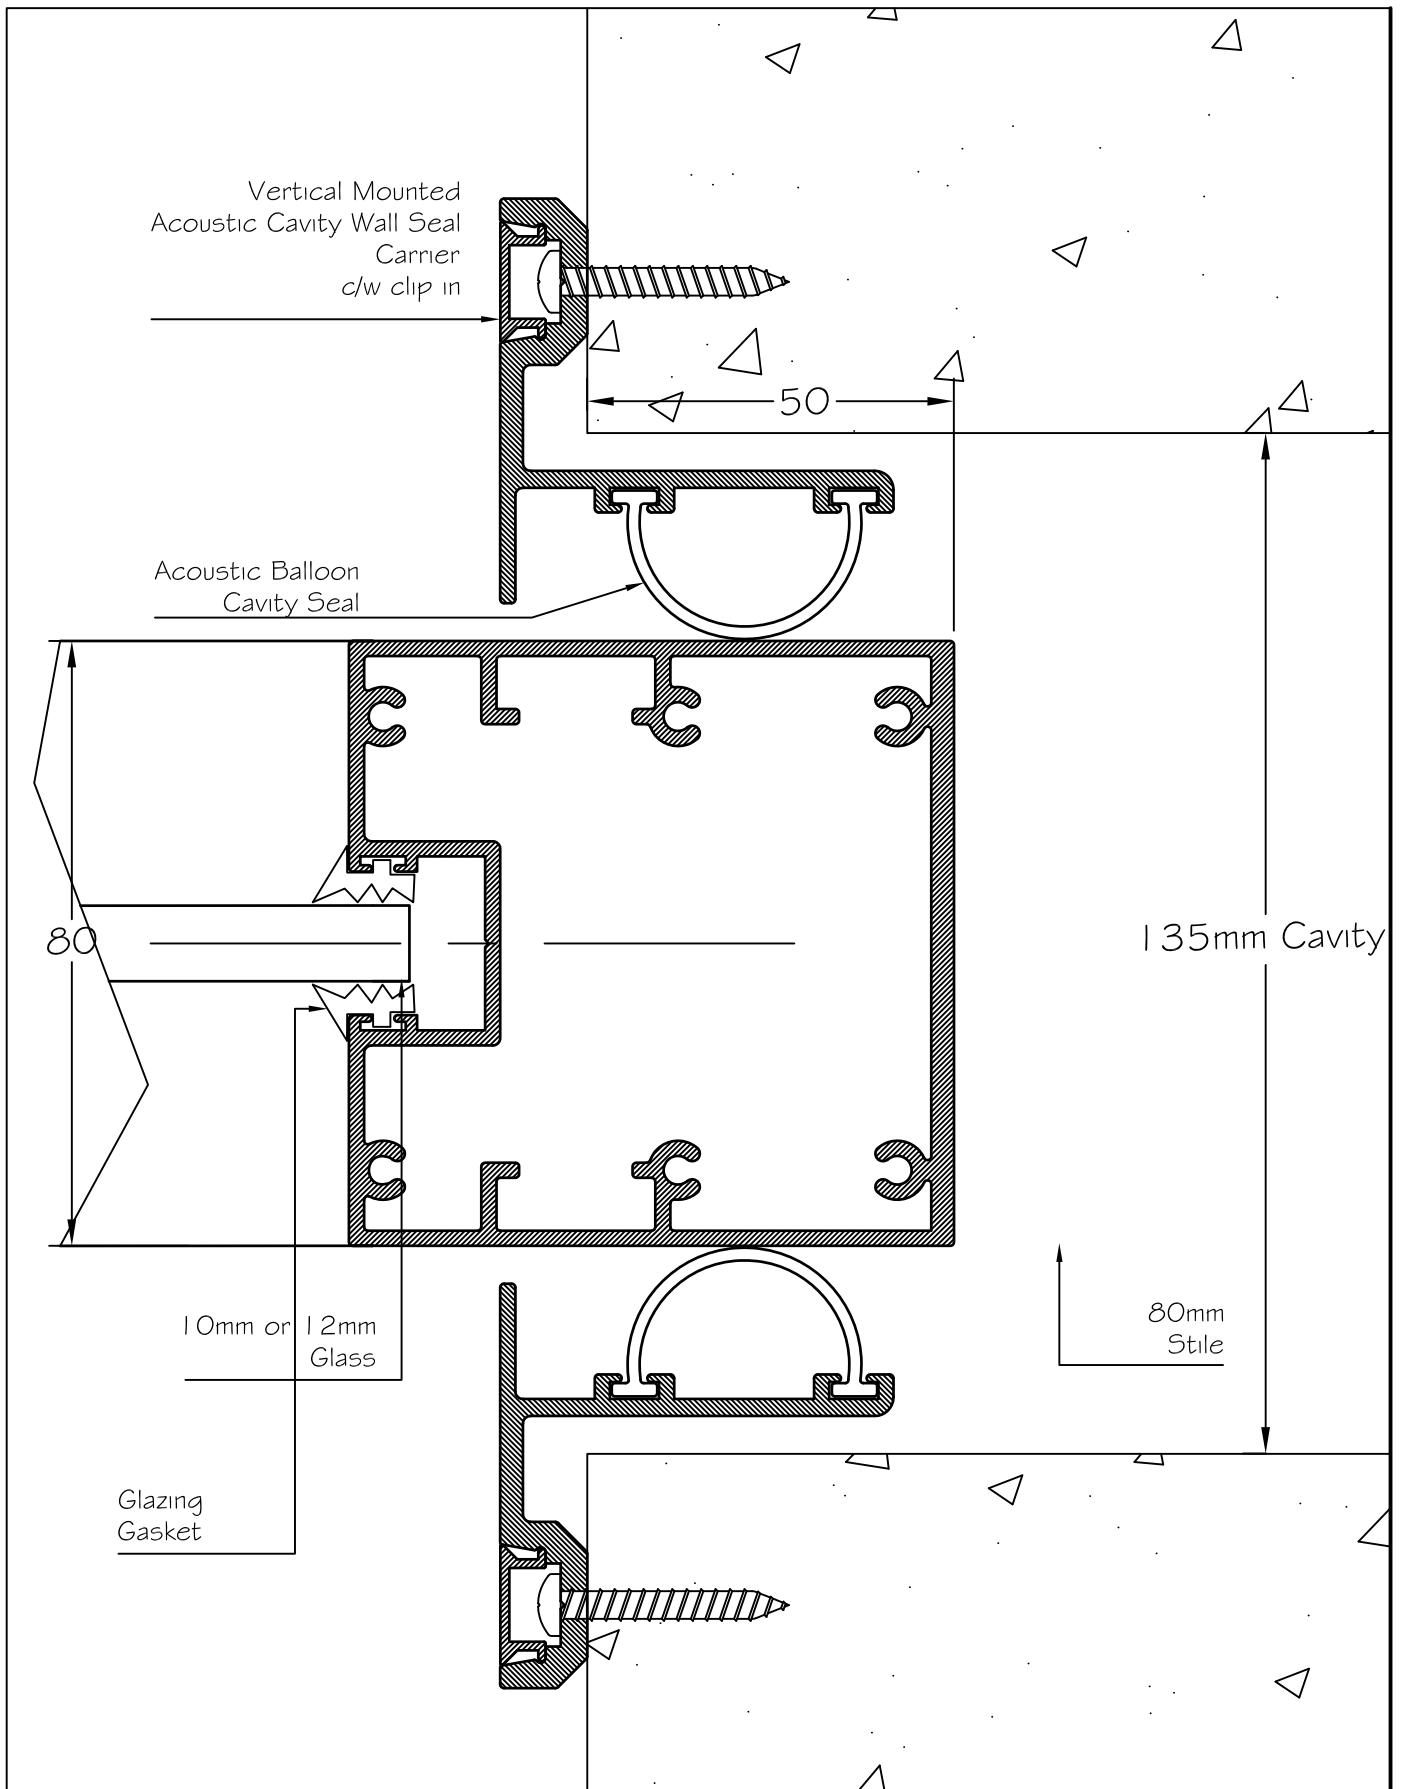 Vertical Mounted
Acoustic Cavity Wall Seal
Carrier
c/w clip in
50
Acoustic Balloon
Cavity Seal
80
135mm Cavity
10mm or 12mm
Glass
80mm
Stile
Glazing
Gasket